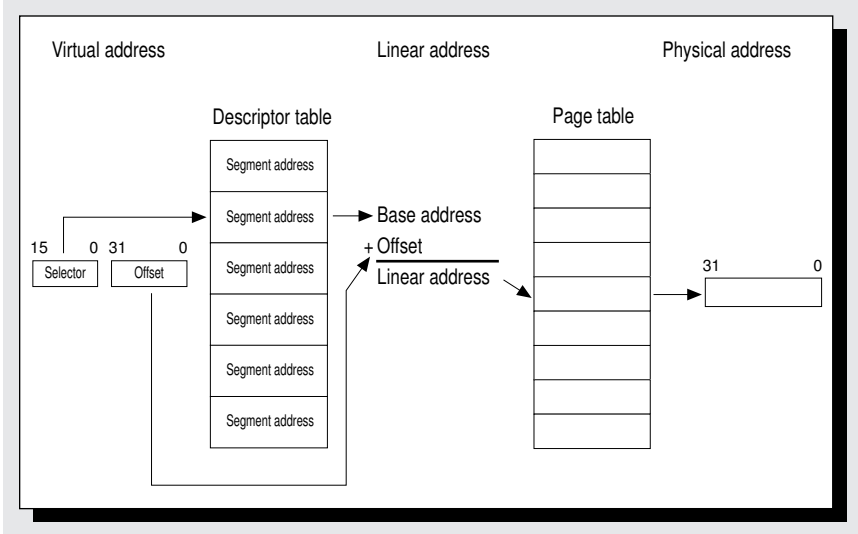 Virtual address
Linear address
Physical address
Descriptor table
Page table
Segment address
Segment address
Base address
15 0 31 0
+ Offset
Selector
Offset
Segment address
Linear address
31 0
Segment address
Segment address
Segment address